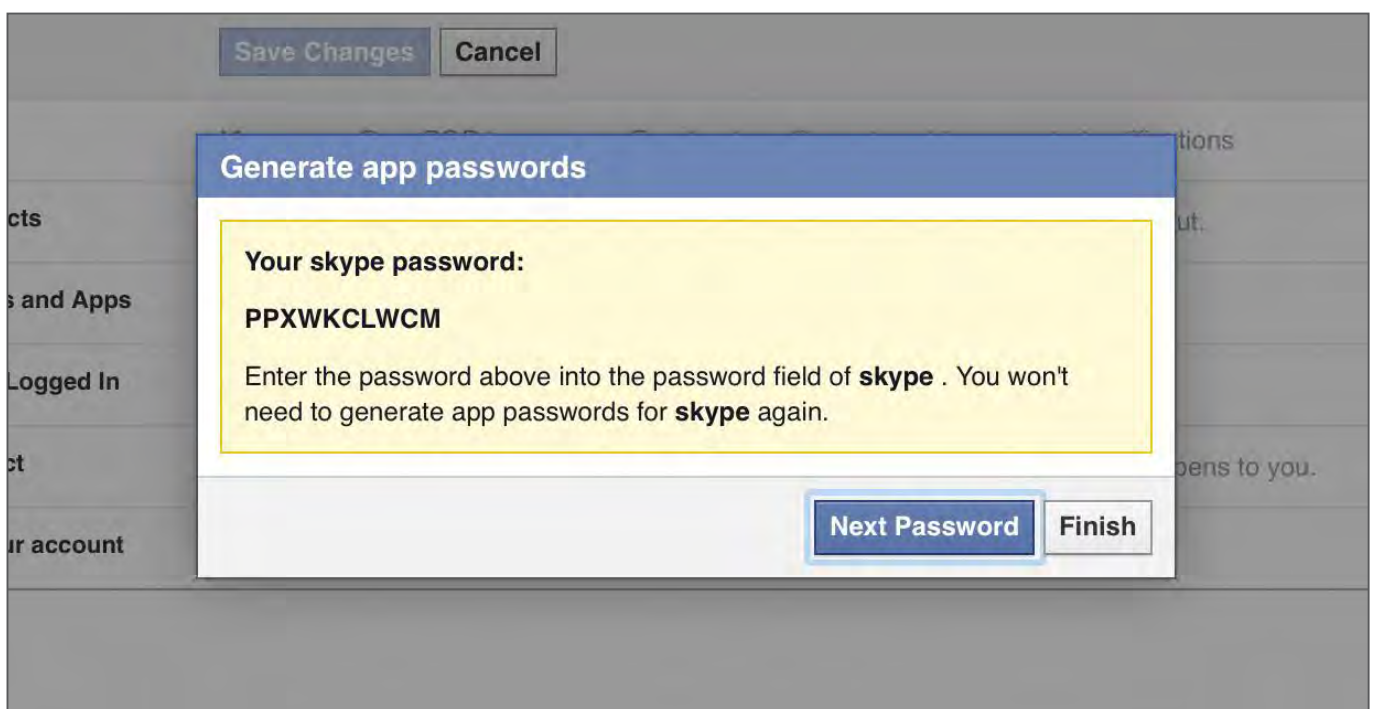 Save Changes Cancel
tions
Generate app passwords
cts
ut.
Your skype password:
s and Apps
PPXWKCLWCM
Logged In
Enter the password above into the password field of skype . You won't
need to generate app passwords for skype again.
ct
pens to you.
Next Password Finish
ur account